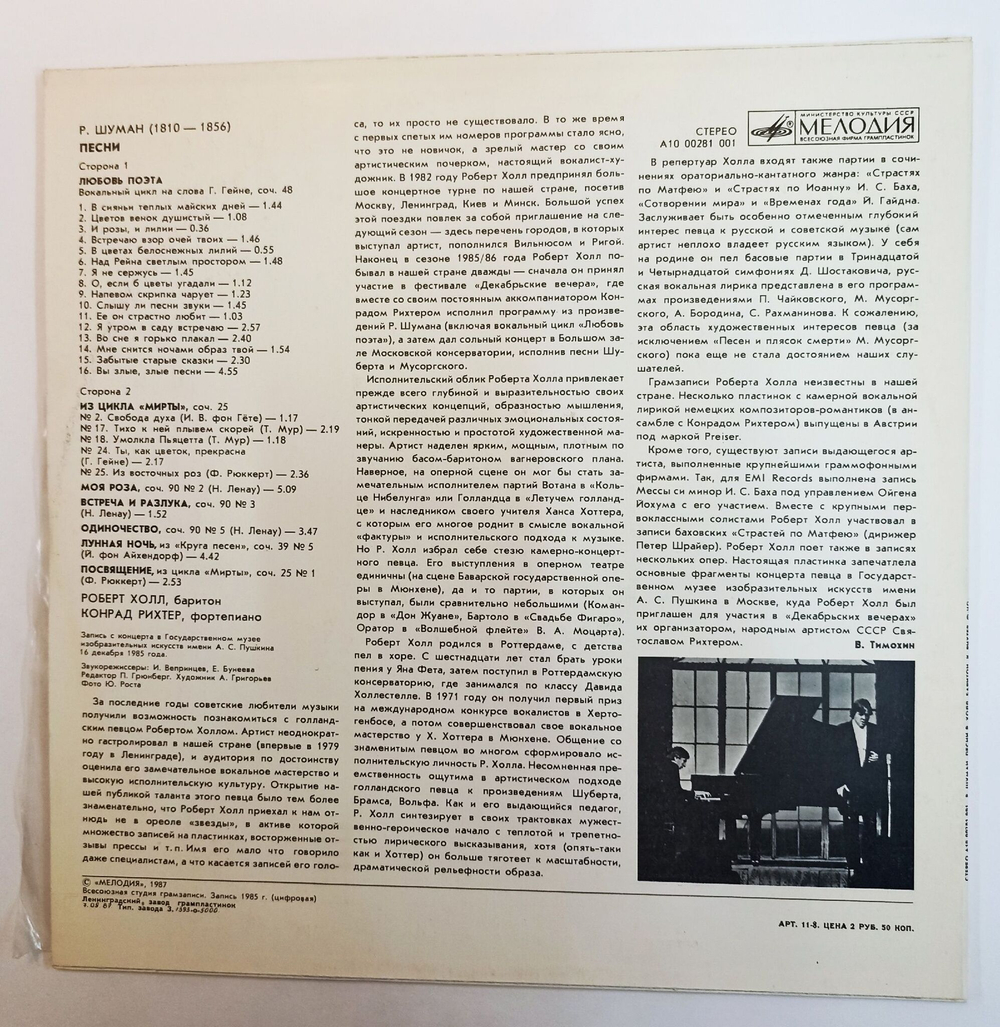 Р. ШУМАН (1810 — 1856)
ПЕСНИ
Сторона 1
ЛЮБОВЬ ПОЭТА
Вокальный цикл на слова Г. Гейне, соч. 48
1. В сияньи теплых майских дней — 1.44
2. Цветов венок душистый — 1.08
3. И розы, и лилии — 0.36
4. Встречаю взор очей твоих — 1.46
5. В цветах белоснежных лилий — 0.55
6. Над Рейна светлым простором — 1.48
7. Я не сержусь — 1.45
8. О, если б цветы угадали — 1.12
9. Напевом скрипка чарует — 1.23
10. Слышу ли песни звуки — 1.45
11. Ее он страстно любит — 1.03
12. Я утром в саду встречаю — 2.57
13. Во сне я горько плакал — 2.40
14. Мне снится ночами образ твой — 1.54
15. Забытые старые сказки — 2.30
16. Вы злые, злые песни — 4.55
Сторона 2
ИЗ ЦИКЛА «МИРТЫ», соч. 25
№ 2. Свобода духа (И. В. фон Гёте) — 1.17
№ 17. Тихо к ней плывем скорей (Т. Мур) — 2.19
№ 18. Умолкла Пьяцетта (Т. Мур) — 1.18
№ 24. Ты, как цветок, прекрасна
(Г. Гейне) — 2.17
№ 25. Из восточных роз (Ф. Рюккерт) — 2.36
МОЯ РОЗА, соч. 90 № 2 (Н. Ленау) — 5.09
ВСТРЕЧА И РАЗЛУКА, соч. 90 № 3
(Н. Ленау) — 1.52
ОДИНОЧЕСТВО, соч. 90 № 5 (Н. Ленау) — 3.47
ЛУННАЯ НОЧЬ, из «Круга песен», соч. 39 № 5
(Й. фон Айхендорф) — 4.42
ПОСВЯЩЕНИЕ, из цикла «Мирты», соч. 25 № 1
(Ф. Рюккерт) — 2.53
РОБЕРТ ХОЛЛ, баритон
КОНРАД РИХТЕР, фортепиано
Запись с концерта в Государственном музее
изобразительных искусств имени А. С. Пушкина
16 декабря 1985 года.
Звукорежиссеры: И. Вепринцев, Е. Бунеева
Редактор П. Грюнберг. Художник А. Григорьев
Фото Ю. Роста
За последние годы советские любители музыки
получили возможность познакомиться с голланд-
ским певцом Робертом Холлом. Артист неоднократ-
но гастролировал в нашей стране (впервые в 1979
году в Ленинграде), и аудитория по достоинству
оценила его замечательное вокальное мастерство и
высокую исполнительскую культуру. Открытие на-
шей публикой таланта этого певца было тем более
знаменательно, что Роберт Холл приехал к нам от-
нюдь не в ореоле «звезды», в активе которой
множество записей на пластинках, восторженные от-
зывы прессы и т. п. Имя его мало что говорило
даже специалистам, а что касается записей его голо-
са, то их просто не существовало. В то же время
с первых спетых им номеров программы стало ясно,
что это не новичок, а зрелый мастер со своим
артистическим почерком, настоящий вокалист-ху-
дожник. В 1982 году Роберт Холл предпринял боль-
шое концертное турне по нашей стране, посетив
Москву, Ленинград, Киев и Минск. Большой успех
этой поездки повлек за собой приглашение на сле-
дующий сезон — здесь перечень городов, в которых
выступал артист, пополнился Вильнюсом и Ригой.
Наконец в сезоне 1985/86 года Роберт Холл по-
бывал в нашей стране дважды — сначала он принял
участие в фестивале «Декабрьские вечера», где
вместе со своим постоянным аккомпаниатором Кон-
радом Рихтером исполнил программу из произве-
дений Р. Шумана (включая вокальный цикл «Любовь
поэта»), а затем дал сольный концерт в Большом за-
ле Московской консерватории, исполнив песни Шу-
берта и Мусоргского.
Исполнительский облик Роберта Холла привлекает
прежде всего глубиной и выразительностью своих
артистических концепций, образностью мышления,
тонкой передачей различных эмоциональных состоя-
ний, искренностью и простотой художественной ма-
неры. Артист наделен ярким, мощным, плотным по
звучанию басом-баритоном вагнеровского плана.
Наверное, на оперной сцене он мог бы стать за-
мечательным исполнителем партий Вотана в «Коль-
це Нибелунга» или Голландца в «Летучем голланд-
це» и наследником своего учителя Ханса Хоттера,
с которым его многое роднит в смысле вокальной
«фактуры» и исполнительского подхода к музыке.
Но Р. Холл избрал себе стезю камерно-концерт-
ного певца. Его выступления в оперном театре
единичны (на сцене Баварской государственной опе-
ры в Мюнхене), да и то партии, в которых он
выступал, были сравнительно небольшими (Коман-
дор в «Дон Жуане», Бартоло в «Свадьбе Фигаро»,
Оратор в «Волшебной флейте» В. А. Моцарта).
Роберт Холл родился в Роттердаме, с детства
пел в хоре. С шестнадцати лет стал брать уроки
пения у Яна Фета, затем поступил в Роттердамскую
консерваторию, где занимался по классу Давида
Холлестелле. В 1971 году он получил первый приз
на международном конкурсе вокалистов в Херто-
генбосе, а потом совершенствовал свое вокальное
мастерство у Х. Хоттера в Мюнхене. Общение со
знаменитым певцом во многом сформировало ис-
полнительскую личность Р. Холла. Несомненная пре-
емственность ощутима в артистическом подходе
голландского певца к произведениям Шуберта,
Брамса, Вольфа. Как и его выдающийся педагог,
Р. Холл синтезирует в своих трактовках мужест-
венно-героическое начало с теплотой и трепетно-
стью лирического высказывания, хотя (опять-таки
как и Хоттер) он больше тяготеет к масштабности,
драматической рельефности образа.
СТЕРЕО
А10 00281 001
МИНИСТЕРСТВО КУЛЬТУРЫ СССР
МЕЛОДИЯ
ВСЕСОЮЗНАЯ ФИРМА ГРАМПЛАСТИНОК
В репертуар Холла входят также партии в сочи-
нениях ораториально-кантатного жанра: «Страстях
по Матфею» и «Страстях по Иоанну» И. С. Баха,
«Сотворении мира» и «Временах года» Й. Гайдна.
Заслуживает быть особенно отмеченным глубокий
интерес певца к русской и советской музыке (сам
артист неплохо владеет русским языком). У себя
на родине он пел басовые партии в Тринадцатой
и Четырнадцатой симфониях Д. Шостаковича, рус-
ская вокальная лирика представлена в его програм-
мах произведениями П. Чайковского, М. Мусорг-
ского, А. Бородина, С. Рахманинова. К сожалению,
эта область художественных интересов певца (за
исключением «Песен и плясок смерти» М. Мусорг-
ского) пока еще не стала достоянием наших слу-
шателей.
Грамзаписи Роберта Холла неизвестны в нашей
стране. Несколько пластинок с камерной вокальной
лирикой немецких композиторов-романтиков (в ан-
самбле с Конрадом Рихтером) выпущены в Австрии
под маркой Preiser.
Кроме того, существуют записи выдающегося ар-
тиста, выполненные крупнейшими граммофонными
фирмами. Так, для EMI Records выполнена запись
Мессы си минор И. С. Баха под управлением Ойгена
Йохума с его участием. Вместе с крупными пер-
воклассными солистами Роберт Холл участвовал в
записи баховских «Страстей по Матфею» (дирижер
Петер Шрайер). Роберт Холл поет также в записях
нескольких опер. Настоящая пластинка запечатлела
основные фрагменты концерта певца в Государст-
венном музее изобразительных искусств имени
А. С. Пушкина в Москве, куда Роберт Холл был
приглашен для участия в «Декабрьских вечерах»
их организатором, народным артистом СССР Свя-
тославом Рихтером.
В. Тимохин
© «МЕЛОДИЯ», 1987
Всесоюзная студия грамзаписи. Запись 1985 г. (цифровая)
Ленинградский завод грампластинок
Тип. завода З. 1393-0-5000
АРТ. 11-8. ЦЕНА 2 РУБ. 50 КОП.